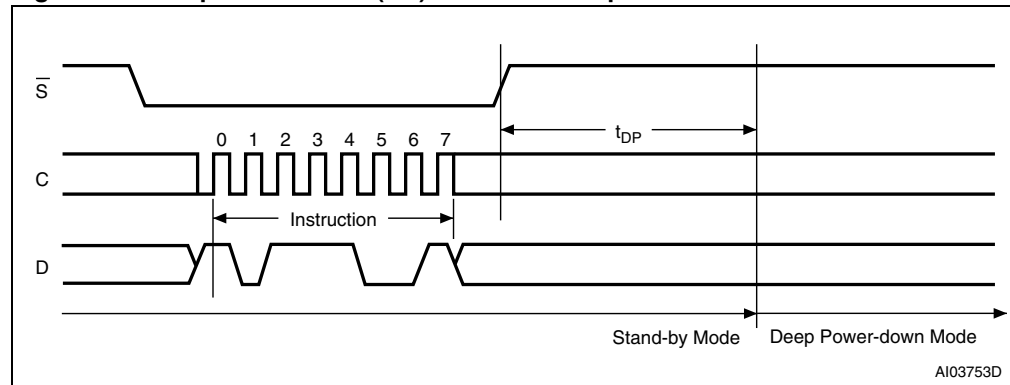 S̅
0 1 2 3 4 5 6 7
tDP
C
Instruction
D
Stand-by Mode Deep Power-down Mode
AI03753D